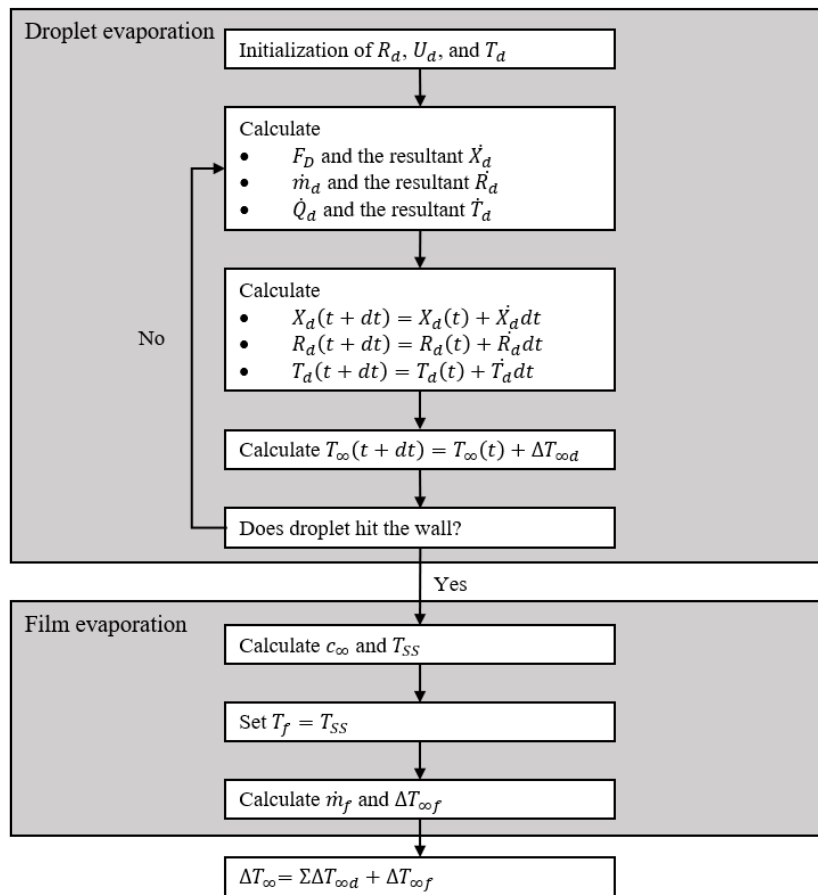 Droplet evaporation
Initialization of R_d, U_d, and T_d
Calculate
• F_D and the resultant Ẋ_d
• ṁ_d and the resultant Ṙ_d
• Q̇_d and the resultant Ṫ_d
Calculate
• X_d(t + dt) = X_d(t) + Ẋ_d dt
• R_d(t + dt) = R_d(t) + Ṙ_d dt
• T_d(t + dt) = T_d(t) + Ṫ_d dt
No
Calculate T_∞(t + dt) = T_∞(t) + ΔT_∞d
Does droplet hit the wall?
Yes
Film evaporation
Calculate c_∞ and T_SS
Set T_f = T_SS
Calculate ṁ_f and ΔT_∞f
ΔT_∞= ΣΔT_∞d + ΔT_∞f